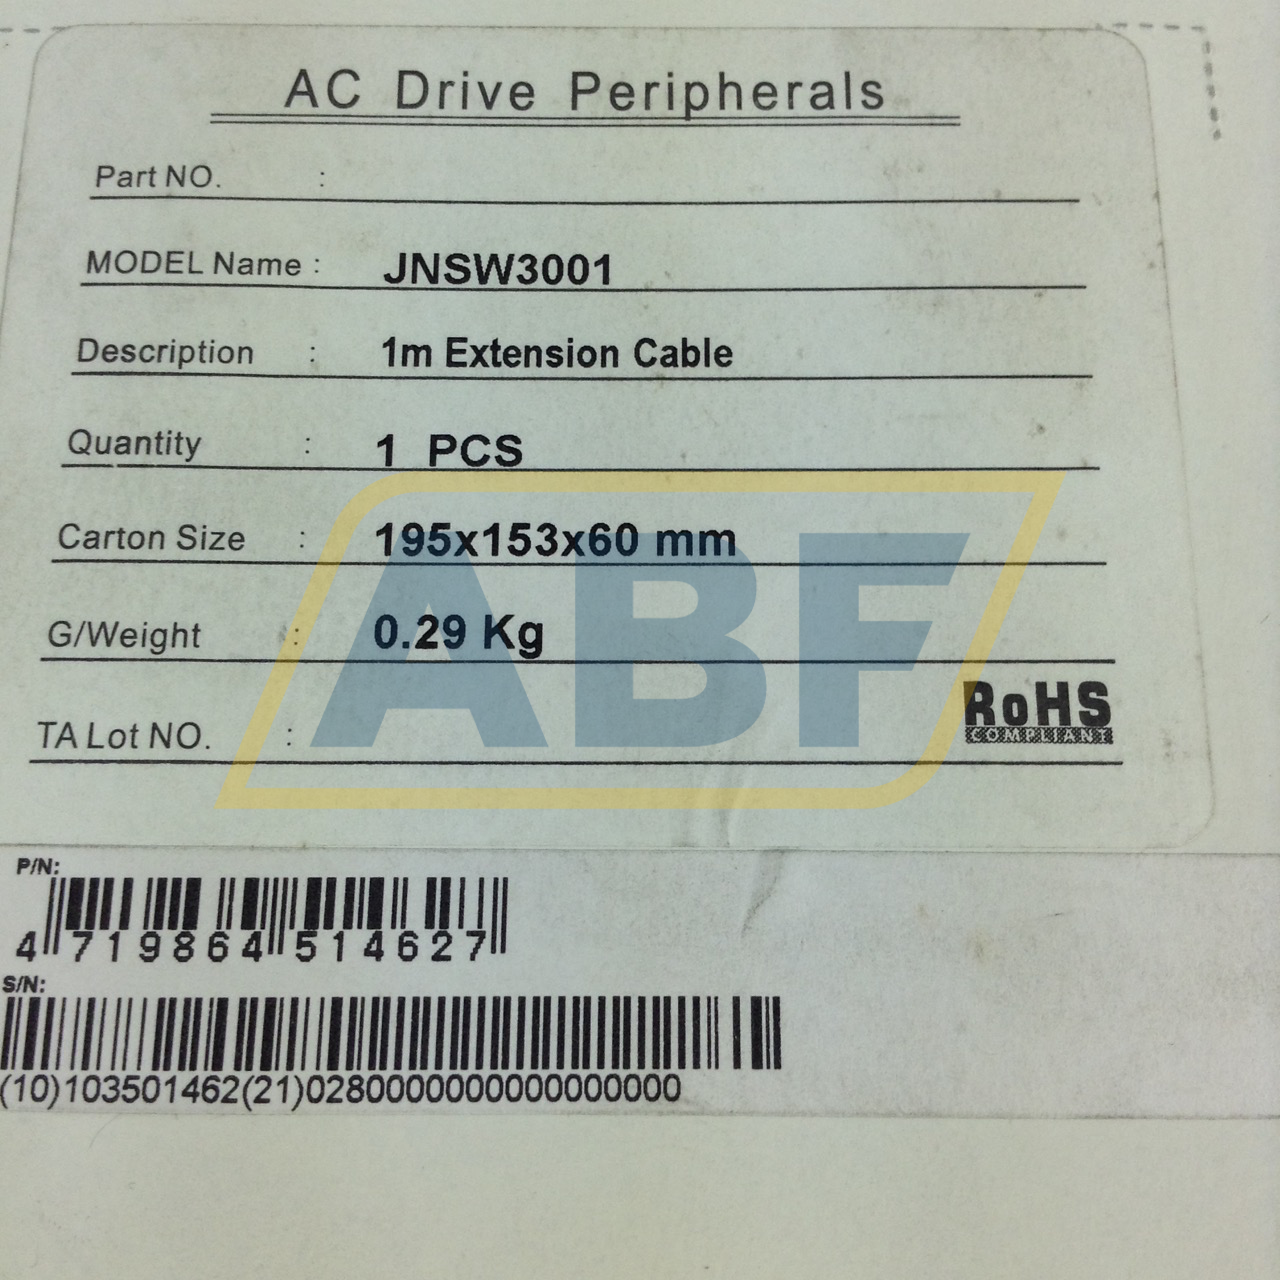 AC Drive Peripherals
Part NO. :
MODEL Name : JNSW3001
Description : 1m Extension Cable
Quantity : 1 PCS
Carton Size : 195x153x60 mm
G/Weight : 0.29 Kg
ABF
TA Lot NO. :
RoHS
COMPLIANT
P/N:
4 719864 514627
S/N:
(10)103501462(21)02800000000000000000